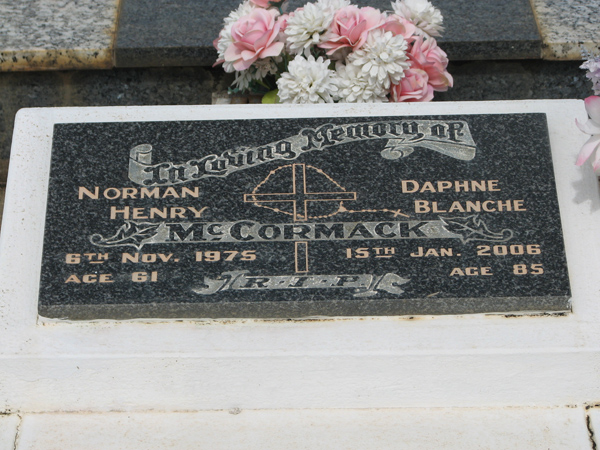 In Loving Memory of
NORMAN HENRY
DAPHNE BLANCHE
McCORMACK
6TH NOV. 1975
AGE 61
15TH JAN. 2006
AGE 85
R.I.P.